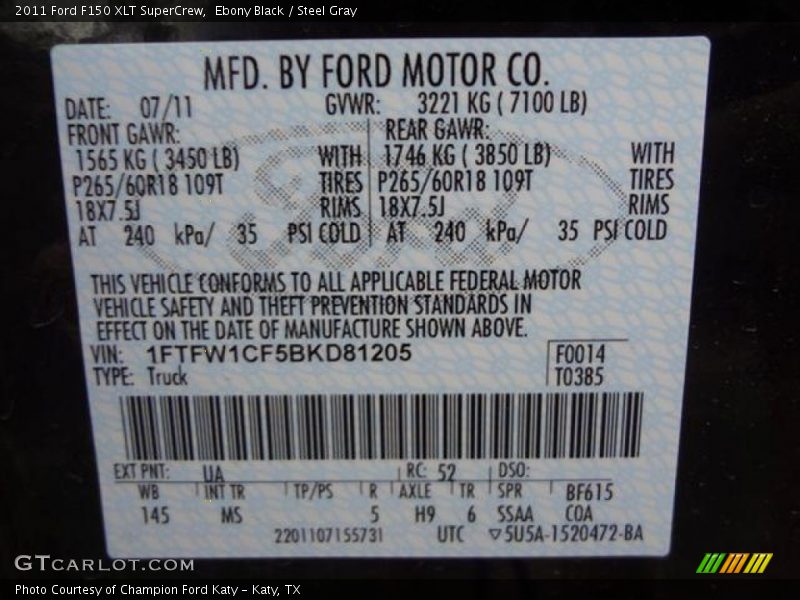 2011 Ford F150 XLT SuperCrew,  Ebony Black / Steel Gray
MFD. BY FORD MOTOR CO.
DATE: 07/11 GVWR: 3221 KG ( 7100 LB)
FRONT GAWR: REAR GAWR:
1565 KG ( 3450 LB) WITH 1746 KG ( 3850 LB) WITH
P265/60R18 109T TIRES P265/60R18 109T TIRES
18X7.5J RIMS 18X7.5J RIMS
AT 240 kPa/ 35 PSI COLD AT 240 kPa/ 35 PSI COLD
THIS VEHICLE CONFORMS TO ALL APPLICABLE FEDERAL MOTOR
VEHICLE SAFETY AND THEFT PREVENTION STANDARDS IN
EFFECT ON THE DATE OF MANUFACTURE SHOWN ABOVE.
VIN: 1FTFW1CF5BKD81205 F0014
TYPE: Truck T0385
EXT PNT: UA RC: 52 DSO:
WB INT TR TP/PS R AXLE TR SPR BF615
145 MS 5 H9 6 SSAA COA
2201107155731 UTC ▽5U5A-1520472-BA
GTcarlot.com
Photo Courtesy of Champion Ford Katy - Katy, TX